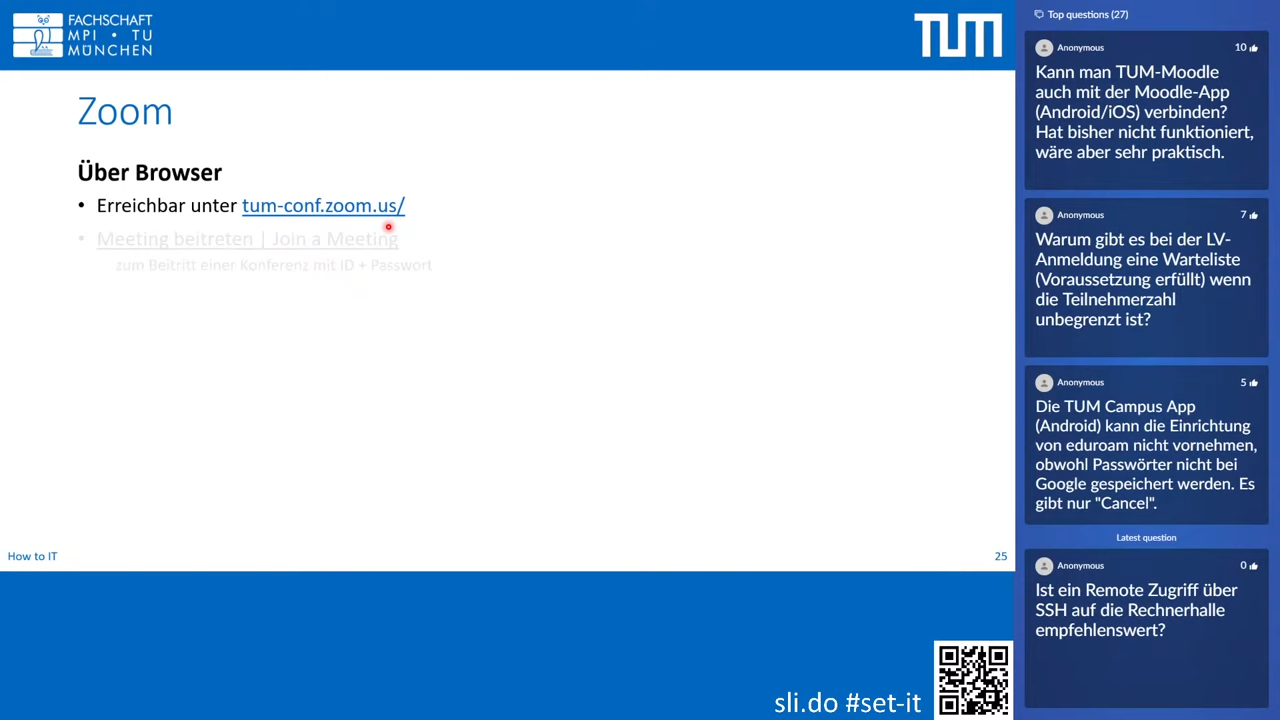 FACHSCHAFT
MPI • TU
MÜNCHEN
TUM
Zoom
Über Browser
• Erreichbar unter tum-conf.zoom.us/
• Meeting beitreten | Join a Meeting
zum Beitritt einer Konferenz mit ID + Passwort
How to IT
25
sli.do #set-it
Top questions (27)
Anonymous
10
Kann man TUM-Moodle
auch mit der Moodle-App
(Android/iOS) verbinden?
Hat bisher nicht funktioniert,
wäre aber sehr praktisch.
Anonymous
7
Warum gibt es bei der LV-
Anmeldung eine Warteliste
(Voraussetzung erfüllt) wenn
die Teilnehmerzahl
unbegrenzt ist?
Anonymous
5
Die TUM Campus App
(Android) kann die Einrichtung
von eduroam nicht vornehmen,
obwohl Passwörter nicht bei
Google gespeichert werden. Es
gibt nur "Cancel".
Latest question
Anonymous
0
Ist ein Remote Zugriff über
SSH auf die Rechnerhalle
empfehlenswert?